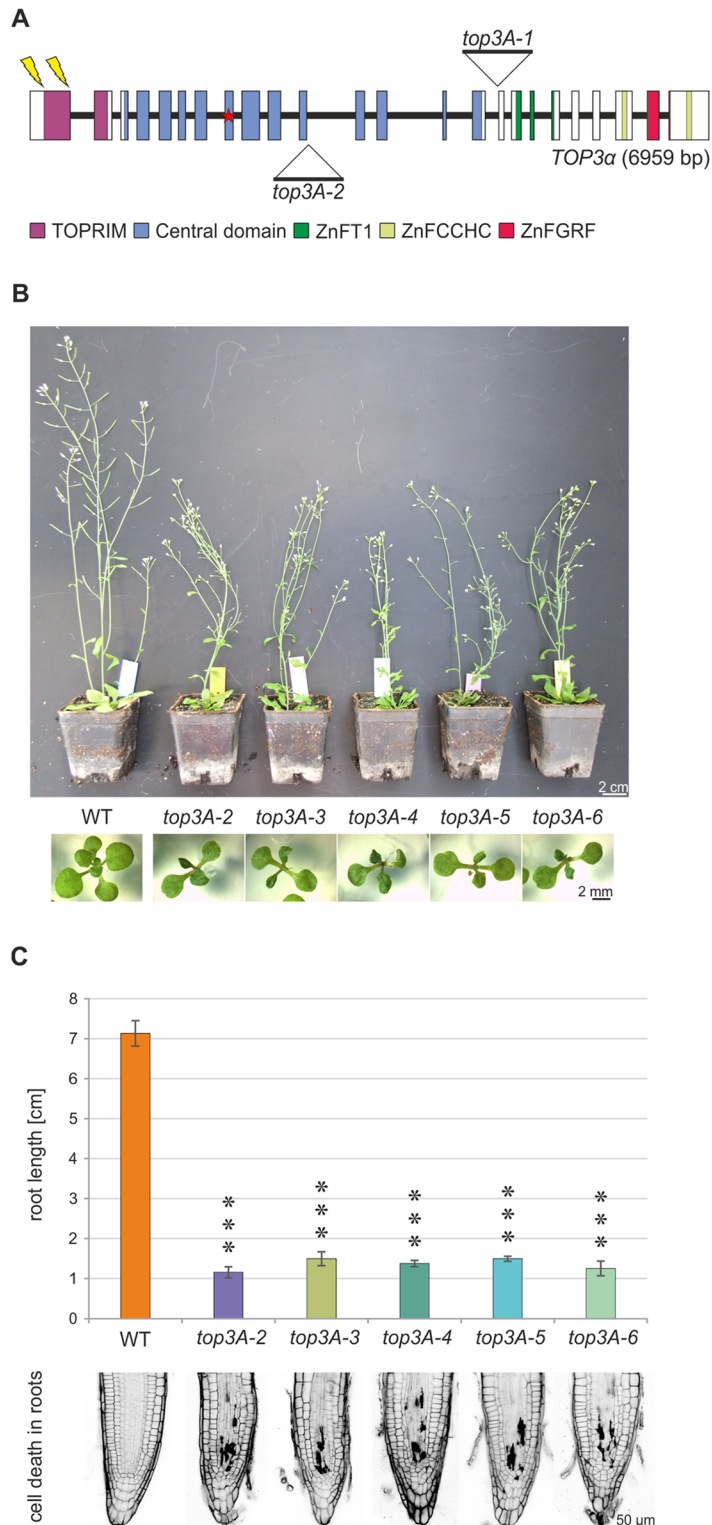 A
top3A-1
TOP3α (6959 bp)
top3A-2
TOPRIM Central domain ZnFT1 ZnFCCHC ZnFGRF
B
2 cm
WT top3A-2 top3A-3 top3A-4 top3A-5 top3A-6
2 mm
C
root length [cm]
8
7
6
5
4
3
2
1
0
* * * * * * * * * * * * * * *
WT top3A-2 top3A-3 top3A-4 top3A-5 top3A-6
cell death in roots
50 µm